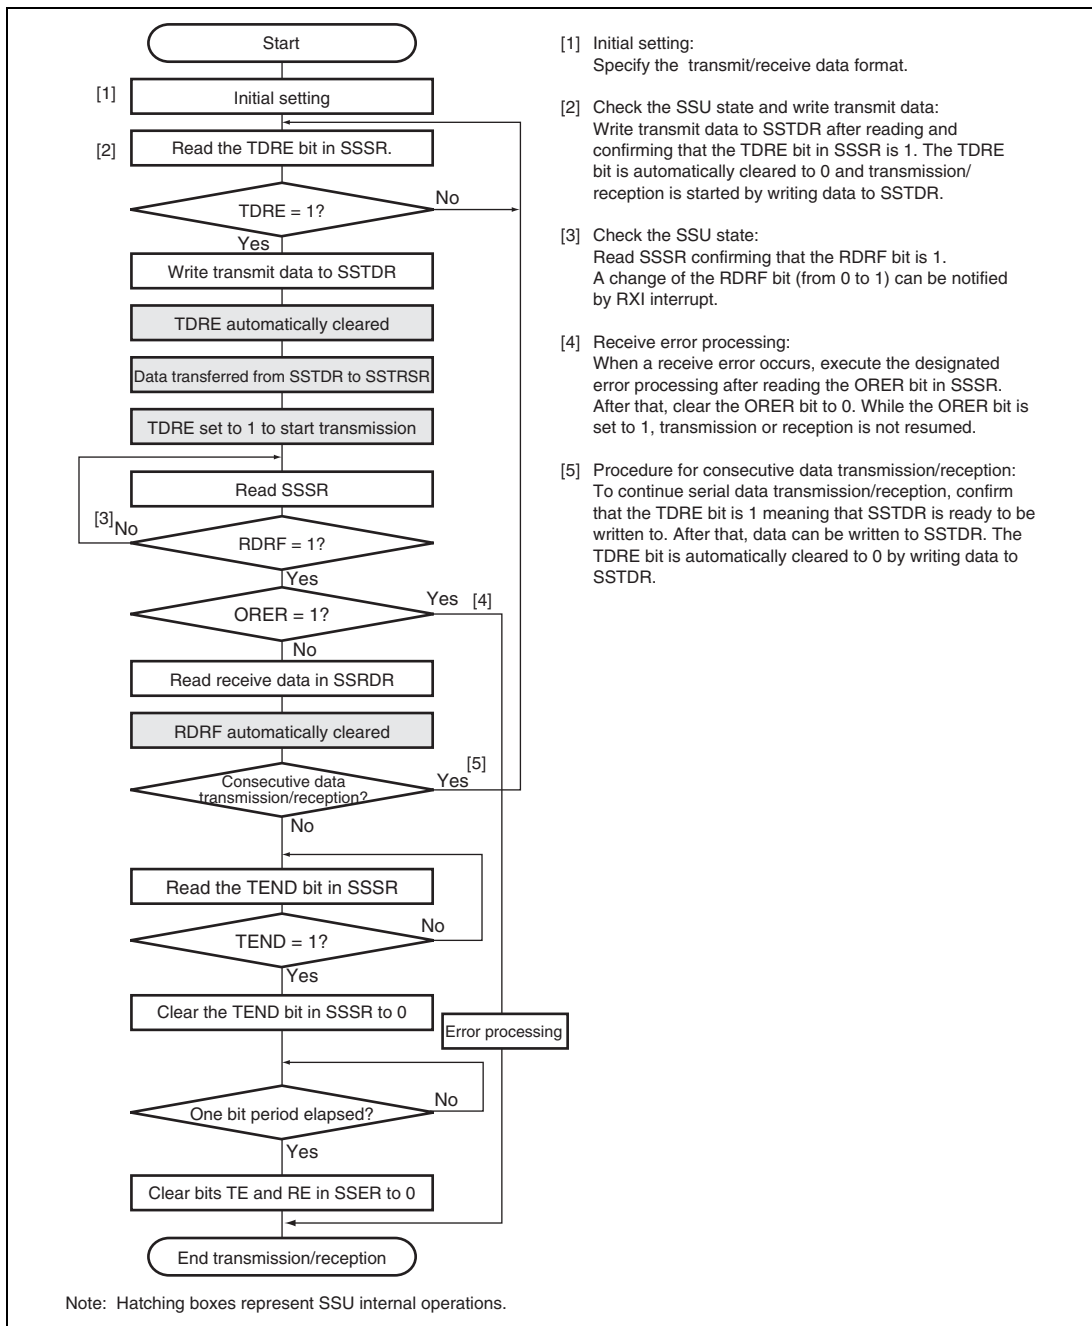 Start
[1] Initial setting
[2] Read the TDRE bit in SSSR.
TDRE = 1?
No
Yes
Write transmit data to SSTDR
TDRE automatically cleared
Data transferred from SSTDR to SSTRSR
TDRE set to 1 to start transmission
Read SSSR
[3] No
RDRF = 1?
Yes
ORER = 1?
Yes [4]
No
Read receive data in SSRDR
RDRF automatically cleared
Consecutive data
transmission/reception?
Yes [5]
No
Read the TEND bit in SSSR
TEND = 1?
No
Yes
Clear the TEND bit in SSSR to 0
Error processing
One bit period elapsed?
No
Yes
Clear bits TE and RE in SSER to 0
End transmission/reception
[1] Initial setting:
Specify the transmit/receive data format.
[2] Check the SSU state and write transmit data:
Write transmit data to SSTDR after reading and
confirming that the TDRE bit in SSSR is 1. The TDRE
bit is automatically cleared to 0 and transmission/
reception is started by writing data to SSTDR.
[3] Check the SSU state:
Read SSSR confirming that the RDRF bit is 1.
A change of the RDRF bit (from 0 to 1) can be notified
by RXI interrupt.
[4] Receive error processing:
When a receive error occurs, execute the designated
error processing after reading the ORER bit in SSSR.
After that, clear the ORER bit to 0. While the ORER bit is
set to 1, transmission or reception is not resumed.
[5] Procedure for consecutive data transmission/reception:
To continue serial data transmission/reception, confirm
that the TDRE bit is 1 meaning that SSTDR is ready to be
written to. After that, data can be written to SSTDR. The
TDRE bit is automatically cleared to 0 by writing data to
SSTDR.
Note: Hatching boxes represent SSU internal operations.